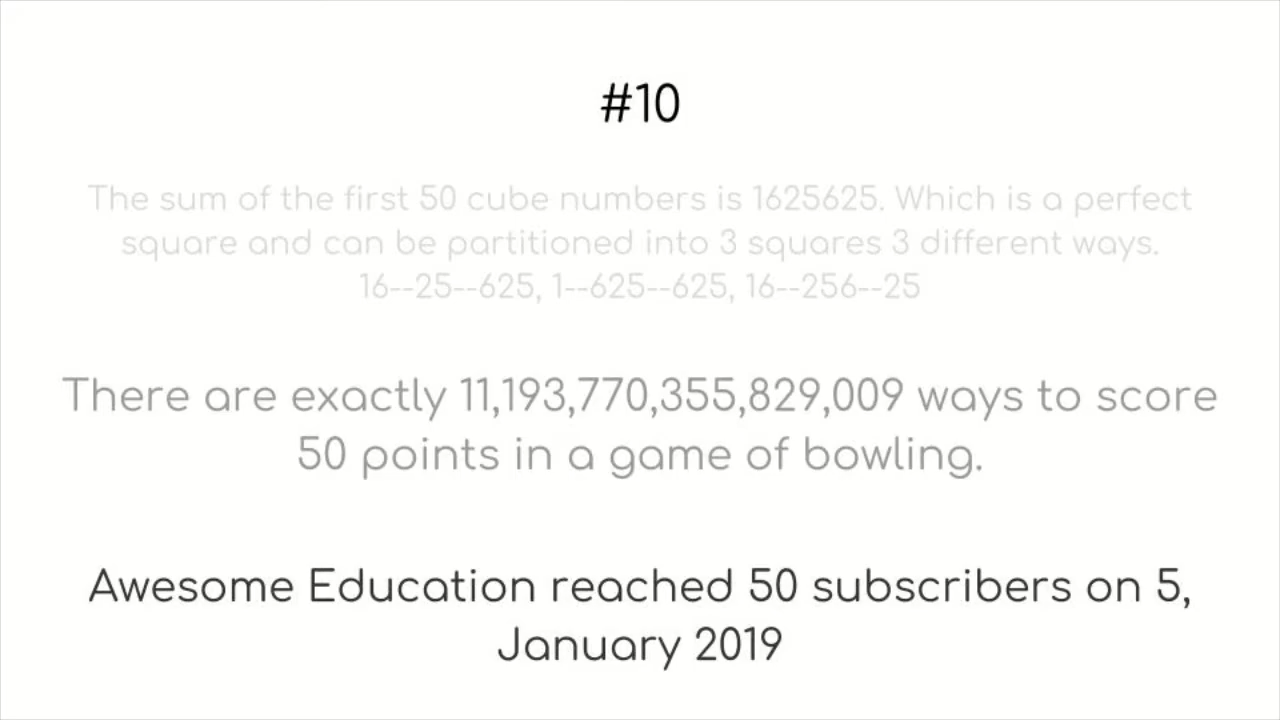 #10
The sum of the first 50 cube numbers is 1625625. Which is a perfect
square and can be partitioned into 3 squares 3 different ways.
16--25--625, 1--625--625, 16--256--25
There are exactly 11,193,770,355,829,009 ways to score
50 points in a game of bowling.
Awesome Education reached 50 subscribers on 5,
January 2019